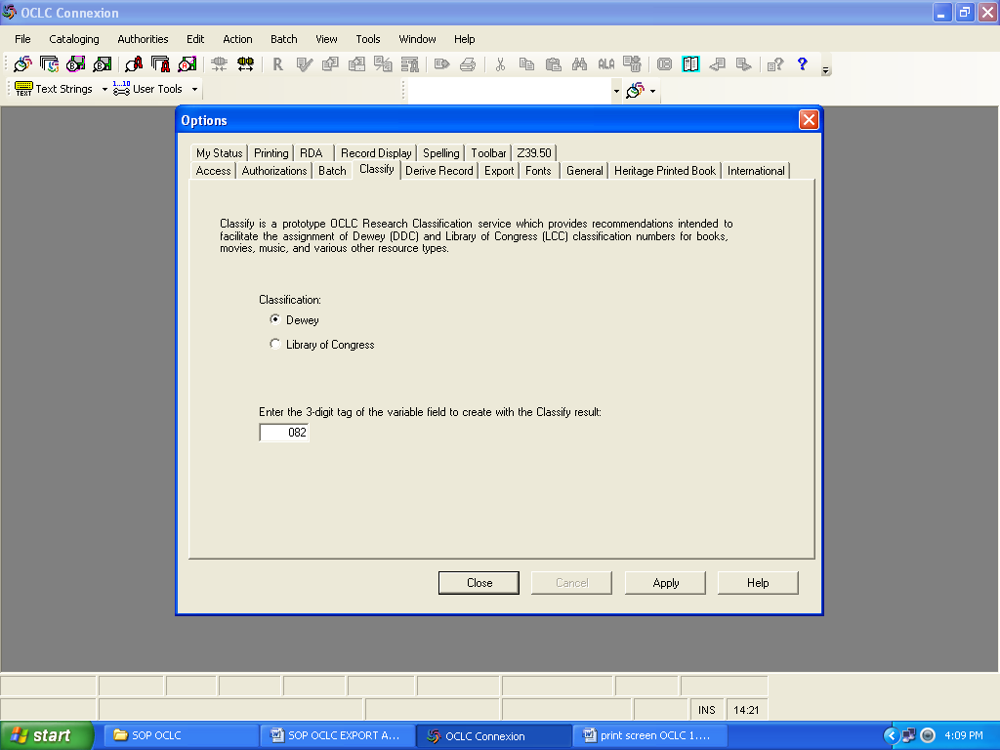 OCLC Connexion
File Cataloging Authorities Edit Action Batch View Tools Window Help
R ALA ?
TEXT Text Strings User Tools
Options
My Status Printing RDA Record Display Spelling Toolbar Z39.50
Access Authorizations Batch Classify Derive Record Export Fonts General Heritage Printed Book International
Classify is a prototype OCLC Research Classification service which provides recommendations intended to
facilitate the assignment of Dewey (DDC) and Library of Congress (LCC) classification numbers for books,
movies, music, and various other resource types.
Classification:
Dewey
Library of Congress
Enter the 3-digit tag of the variable field to create with the Classify result:
082
Close Cancel Apply Help
INS 14:21
start SOP OCLC SOP OCLC EXPORT A... OCLC Connexion print screen OCLC 1.... 4:09 PM